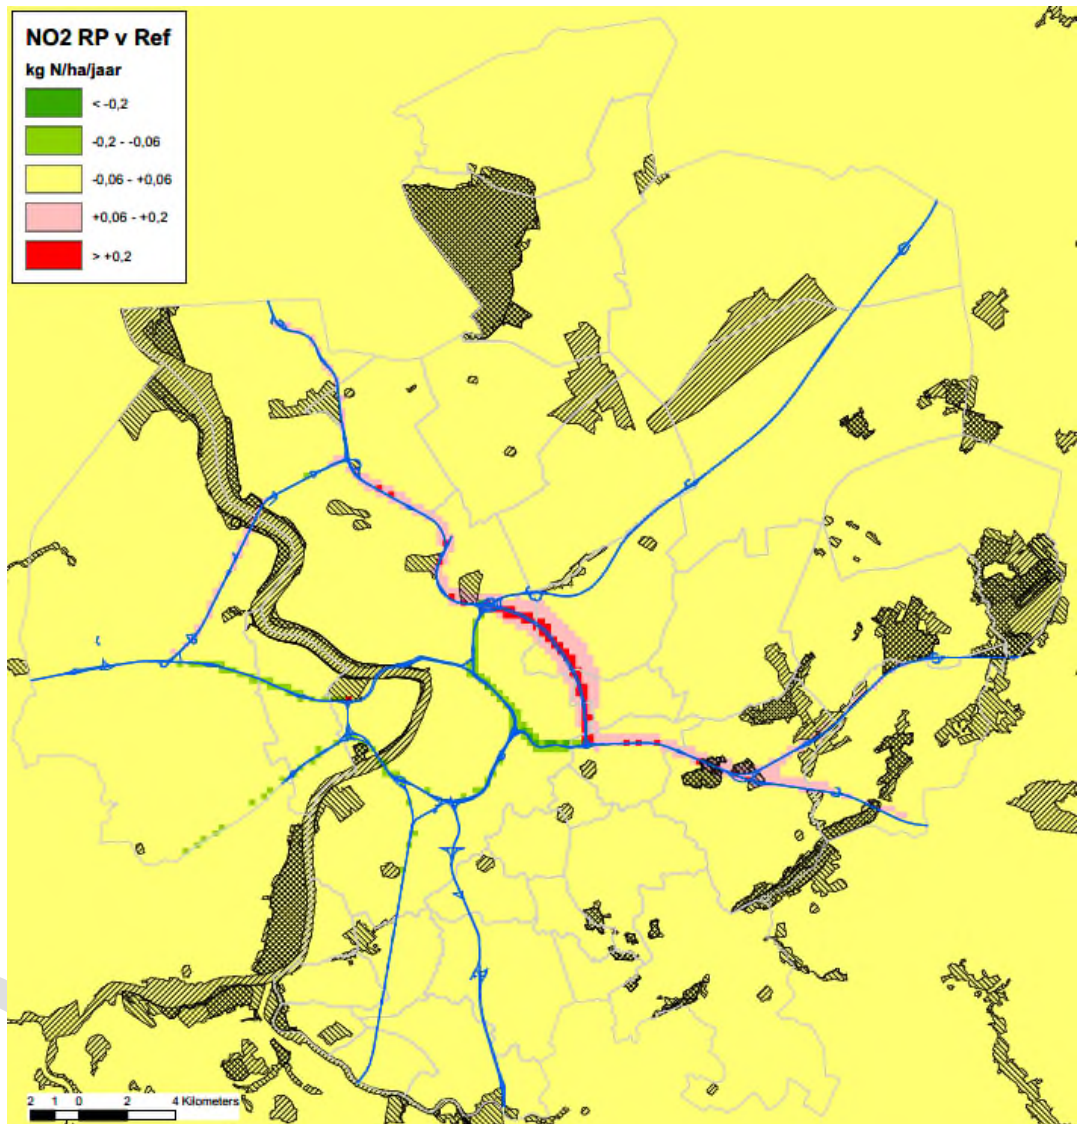 NO2 RP v Ref
kg N/ha/jaar
< -0,2
-0,2 - -0,06
-0,06 - +0,06
+0,06 - +0,2
> +0,2
2 1 0 2 4 Kilometers